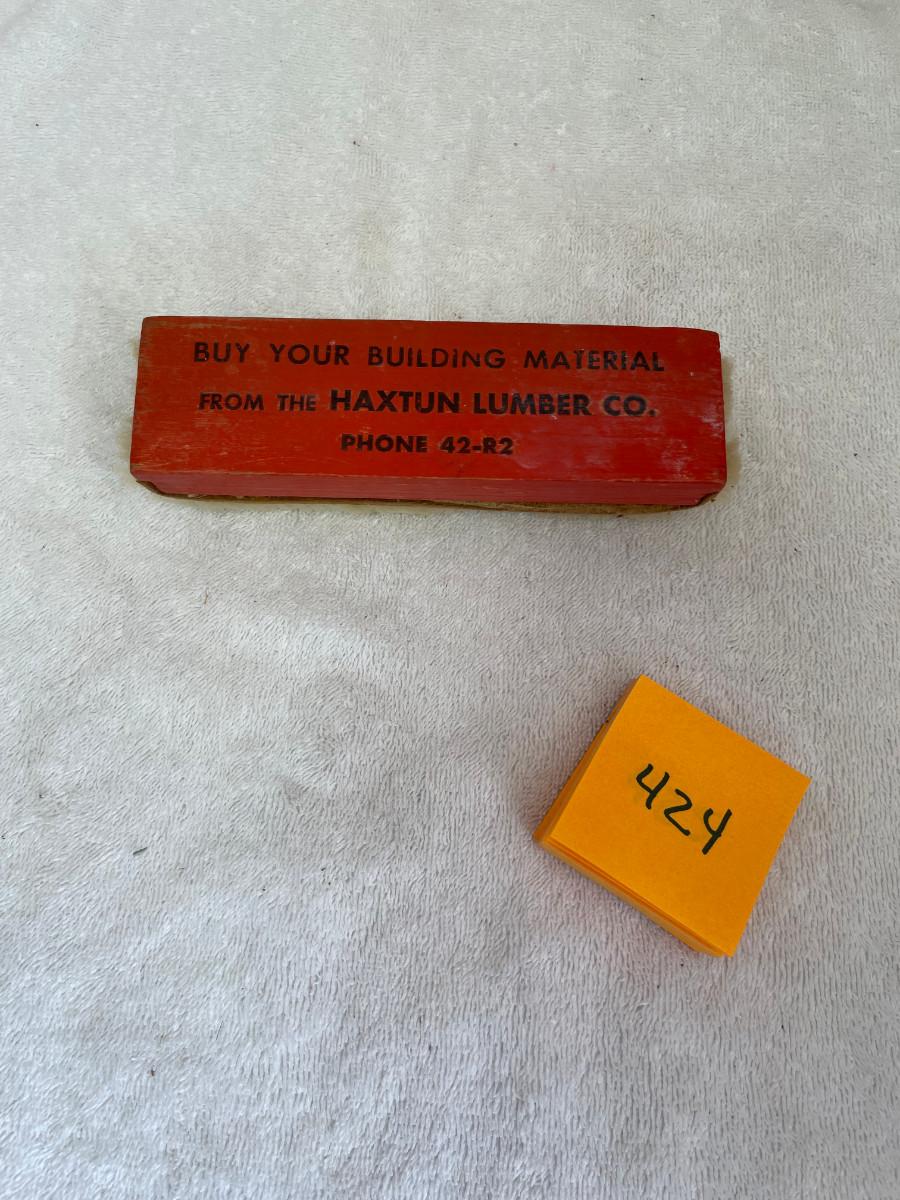 BUY YOUR BUILDING MATERIAL
FROM THE HAXTUN LUMBER CO.
PHONE 42-R2
424